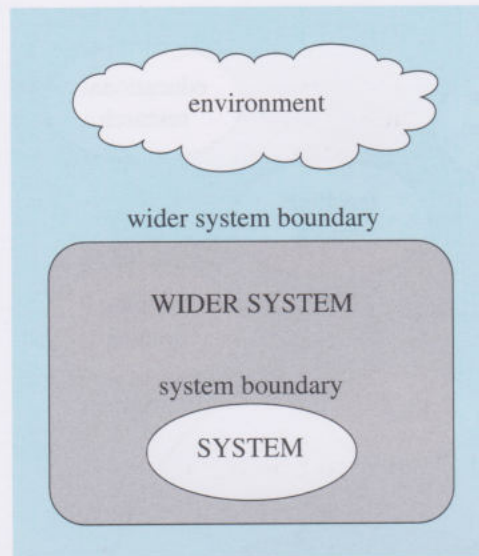 environment
wider system boundary
WIDER SYSTEM
system boundary
SYSTEM